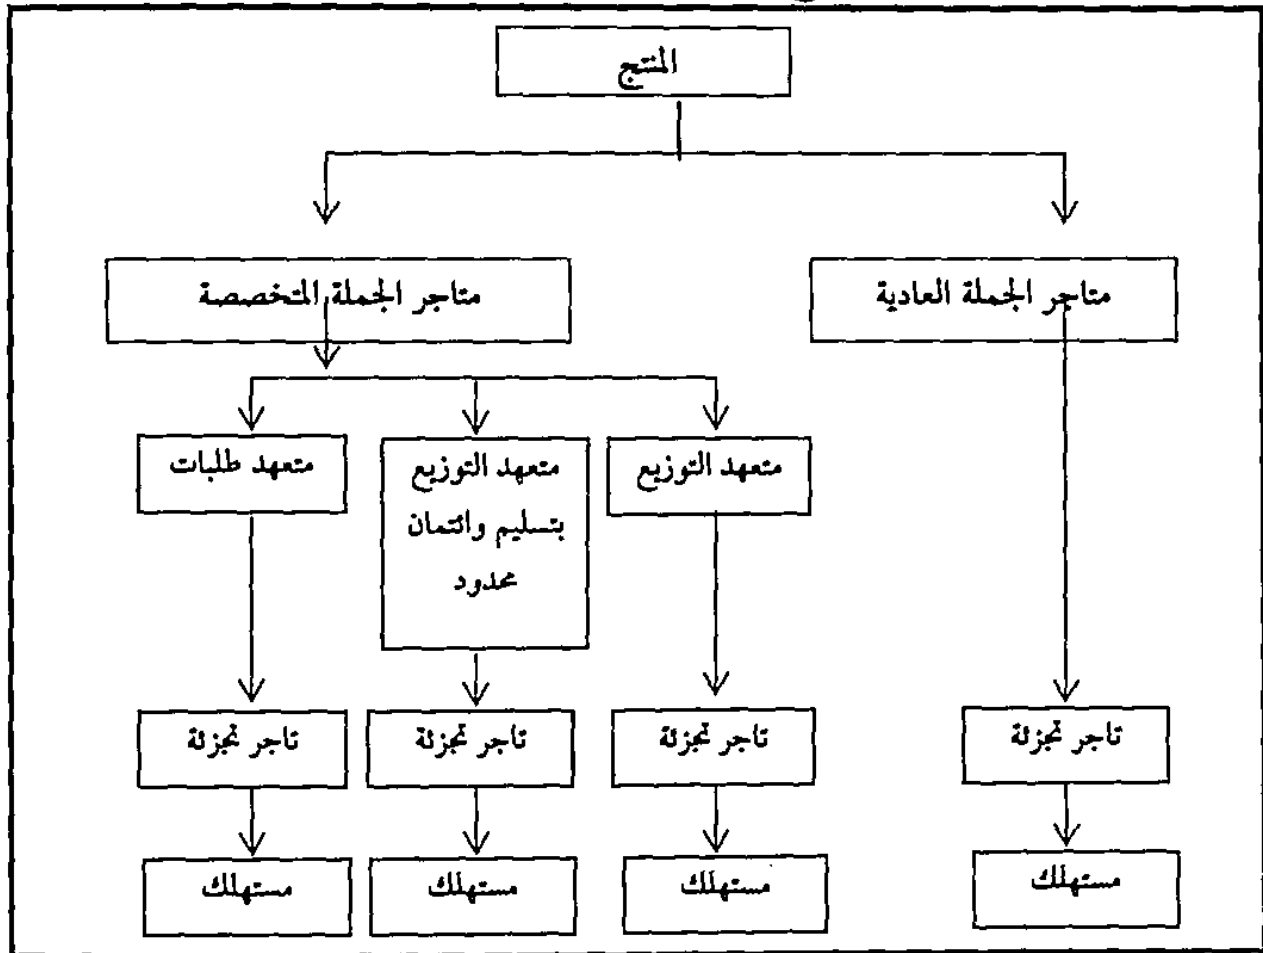 المنتج
متاجر الجملة العادية
متاجر الجملة المتخصصة
متعهد التوزيع
متعهد التوزيع
بتسليم وائتمان
محدود
متعهد طلبات
تاجر تجزئة
تاجر تجزئة
تاجر تجزئة
تاجر تجزئة
مستهلك
مستهلك
مستهلك
مستهلك